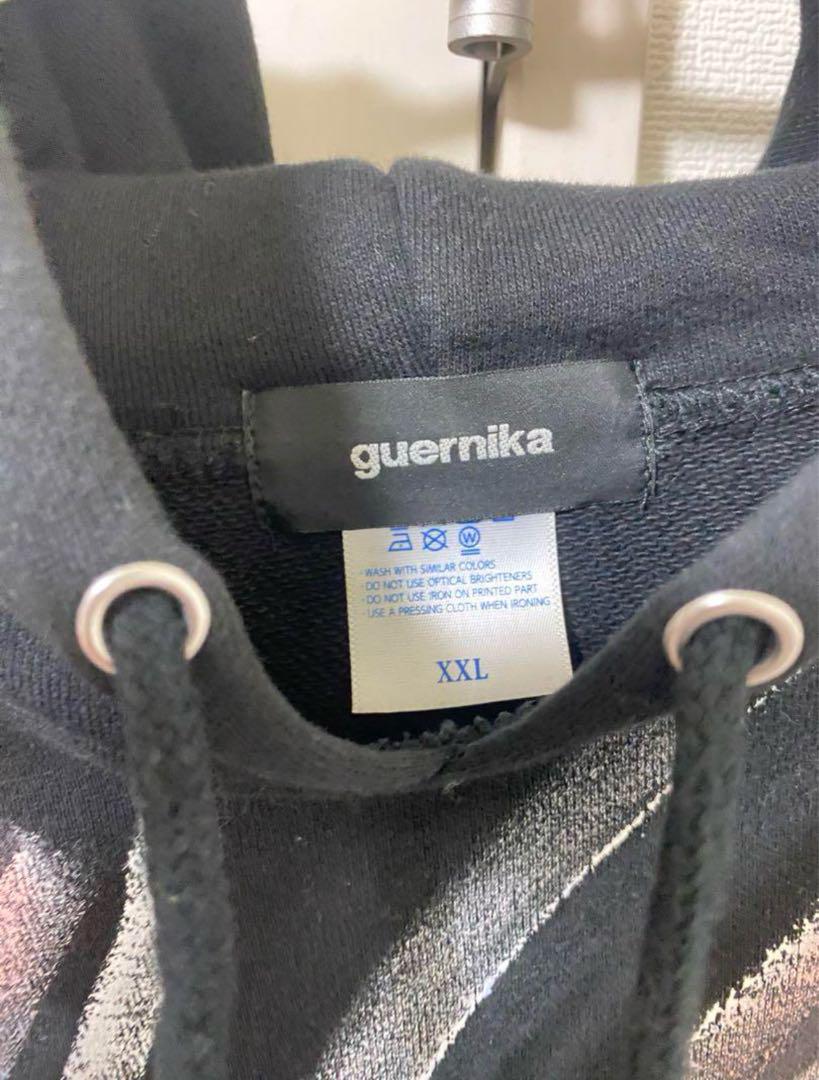 guernika
W
· WASH WITH SIMILAR COLORS
· DO NOT USE OPTICAL BRIGHTENERS
· DO NOT USE IRON ON PRINTED PART
· USE A PRESSING CLOTH WHEN IRONING
XXL